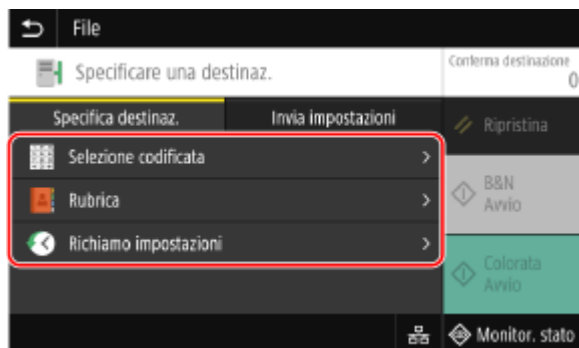 File
Specificare una destinaz.
Conferma destinazione
0
Specifica destinaz.
Invia impostazioni
Ripristina
Selezione codificata
Rubrica
B&N
Avvio
Richiamo impostazioni
Colorata
Avvio
Monitor. stato